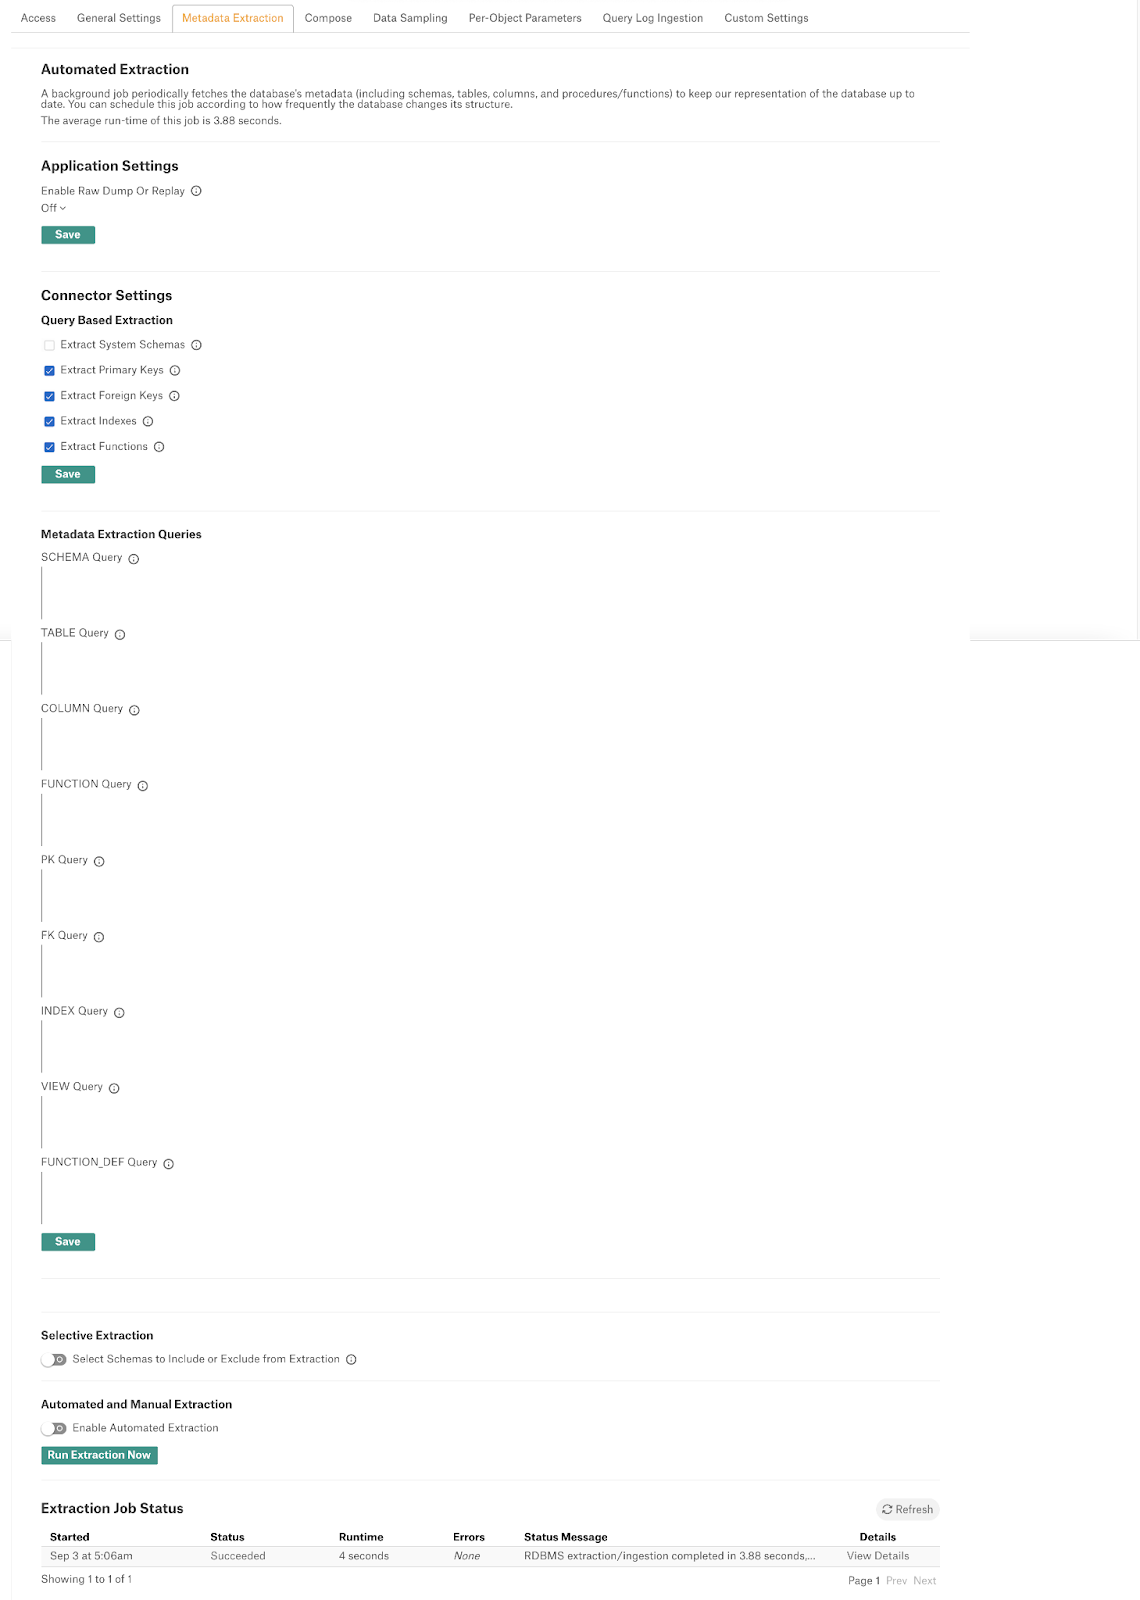 Access General Settings Metadata Extraction Compose Data Sampling Per-Object Parameters Query Log Ingestion Custom Settings
Automated Extraction
A background job periodically fetches the database's metadata (including schemas, tables, columns, and procedures/functions) to keep our representation of the database up to
date. You can schedule this job according to how frequently the database changes its structure.
The average run-time of this job is 3.88 seconds.
Application Settings
Enable Raw Dump Or Replay
Off
Save
Connector Settings
Query Based Extraction
Extract System Schemas
Extract Primary Keys
Extract Foreign Keys
Extract Indexes
Extract Functions
Save
Metadata Extraction Queries
SCHEMA Query
TABLE Query
COLUMN Query
FUNCTION Query
PK Query
FK Query
INDEX Query
VIEW Query
FUNCTION_DEF Query
Save
Selective Extraction
Select Schemas to Include or Exclude from Extraction
Automated and Manual Extraction
Enable Automated Extraction
Run Extraction Now
Extraction Job Status Refresh
Started Status Runtime Errors Status Message Details
Sep 3 at 5:06am Succeeded 4 seconds None RDBMS extraction/ingestion completed in 3.88 seconds,... View Details
Showing 1 to 1 of 1 Page 1 Prev Next